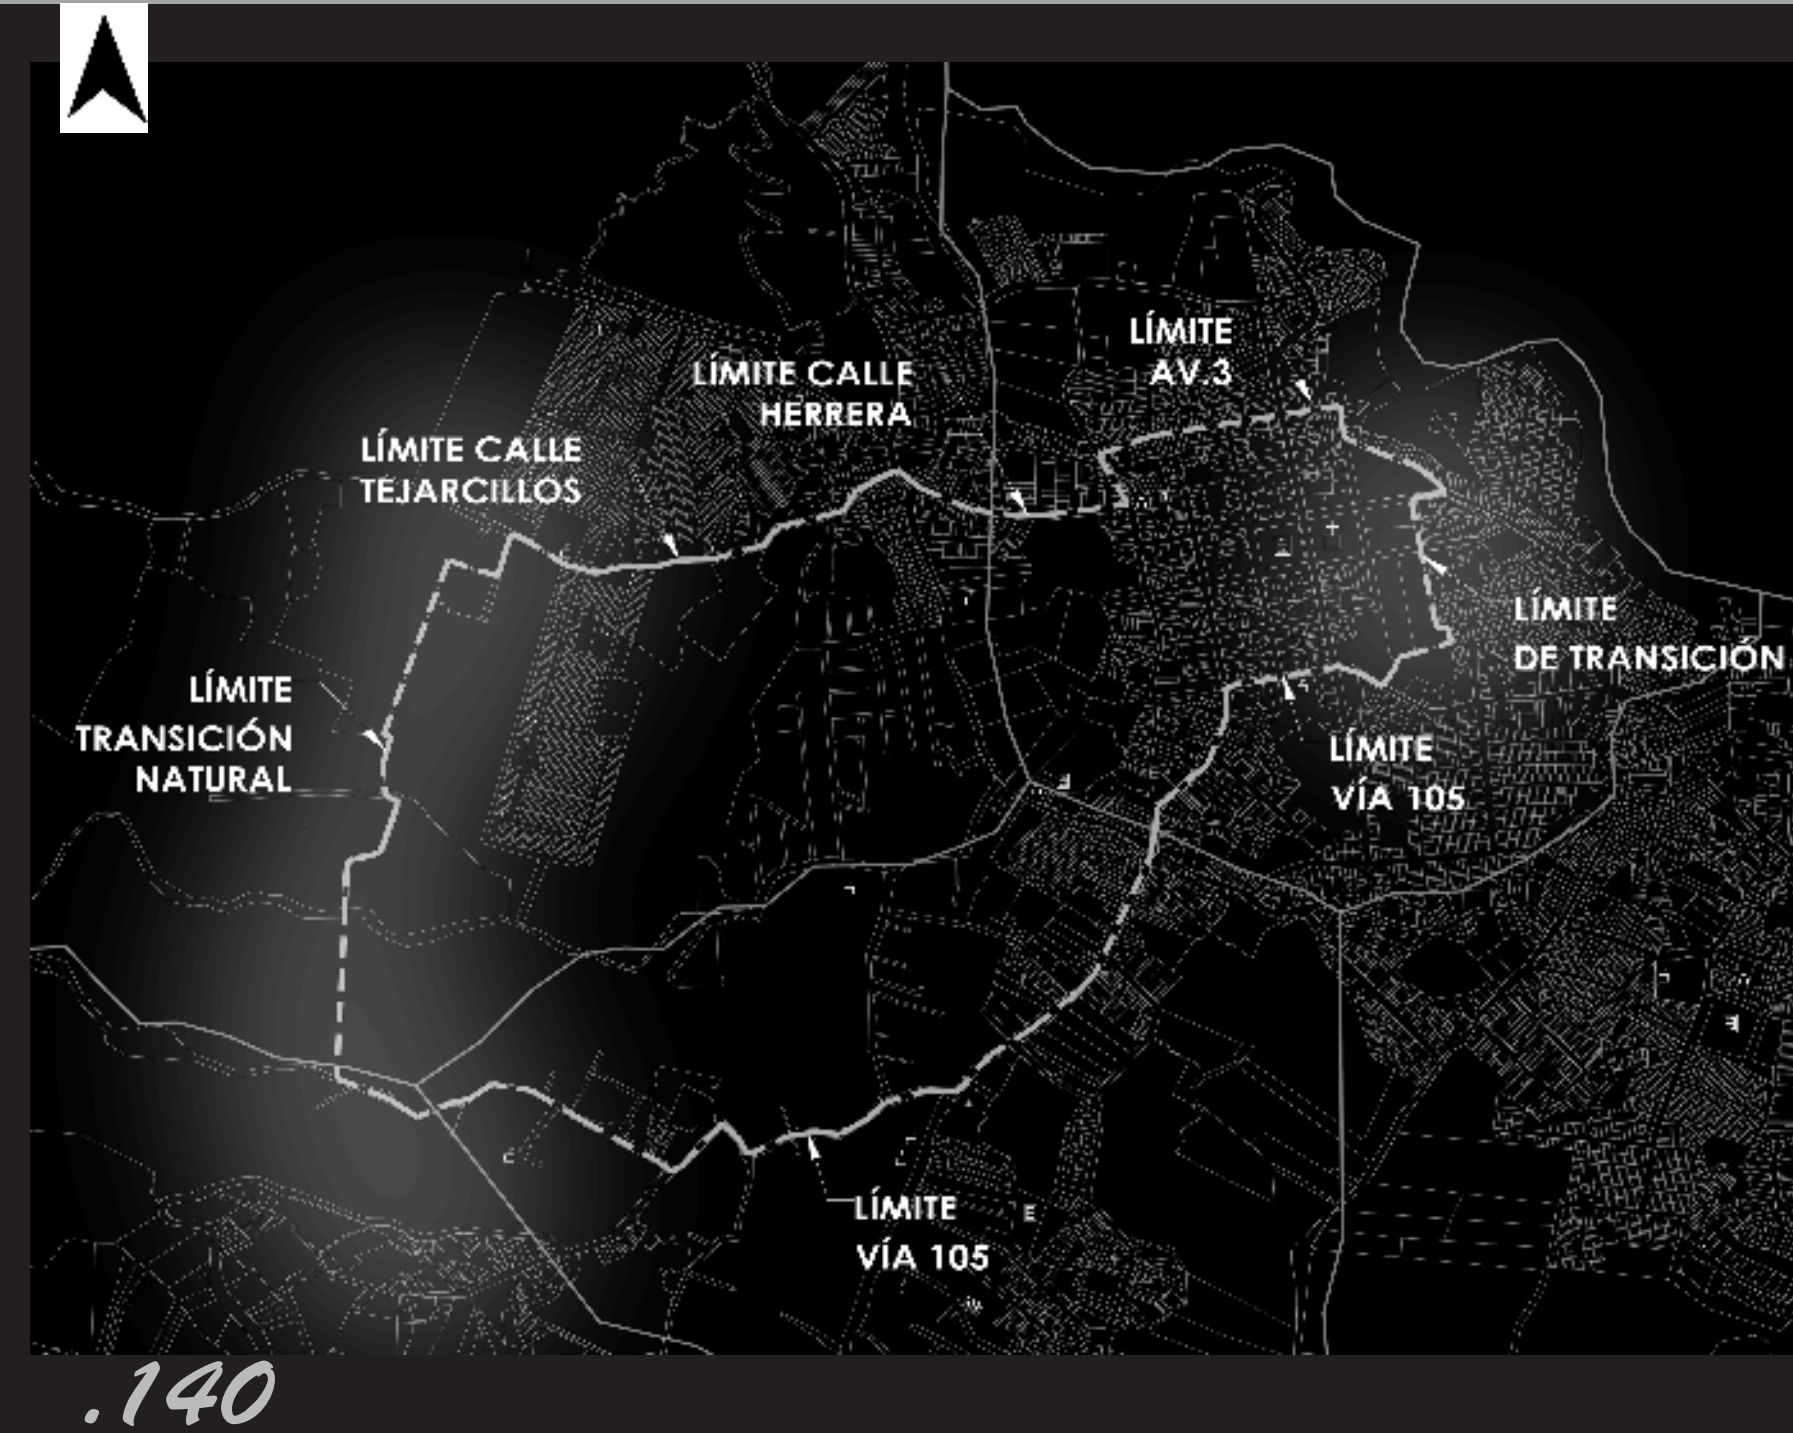 LÍMITE
AV.3
LÍMITE CALLE
HERRERA
LÍMITE CALLE
TEJARCILLOS
LÍMITE
DE TRANSICIÓN
LÍMITE
TRANSICIÓN
NATURAL
LÍMITE
VÍA 105
LÍMITE
VÍA 105
E
.140